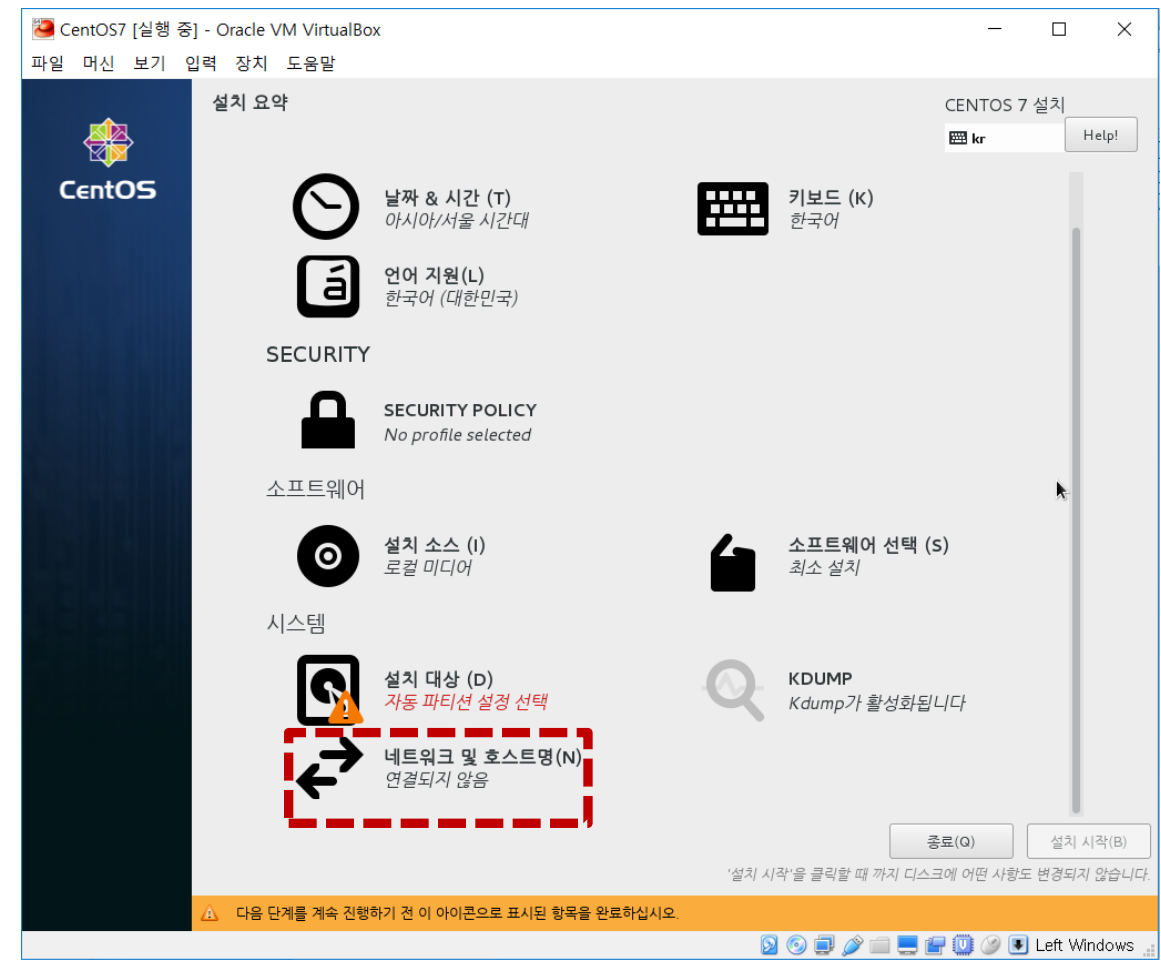 CentOS7 [실행 중] - Oracle VM VirtualBox
파일 머신 보기 입력 장치 도움말
설치 요약
CENTOS 7 설치
kr
Help!
CentOS
날짜 & 시간 (T)
아시아/서울 시간대
키보드 (K)
한국어
언어 지원(L)
한국어 (대한민국)
SECURITY
SECURITY POLICY
No profile selected
소프트웨어
설치 소스 (I)
로컬 미디어
소프트웨어 선택 (S)
최소 설치
시스템
설치 대상 (D)
자동 파티션 설정 선택
KDUMP
Kdump가 활성화됩니다
네트워크 및 호스트명(N)
연결되지 않음
종료(Q)
설치 시작(B)
'설치 시작'을 클릭할 때 까지 디스크에 어떤 사항도 변경되지 않습니다.
다음 단계를 계속 진행하기 전 이 아이콘으로 표시된 항목을 완료하십시오.
Left Windows